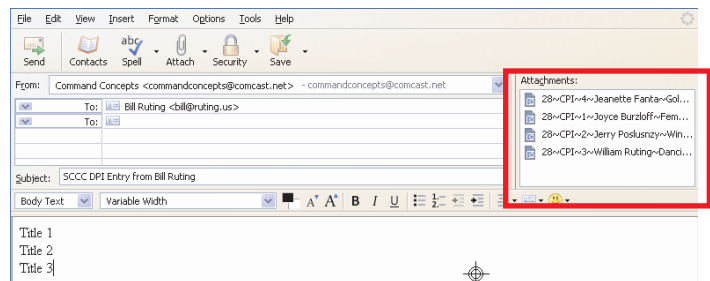 File Edit View Insert Format Options Tools Help
Send Contacts Spell Attach Security Save
From: Command Concepts <commandconcepts@comcast.net> - commandconcepts@comcast.net
Attachments:
To: Bill Ruting <bill@ruting.us>
To:
28~CPI~4~Jeanette Fanta~Gol...
28~CPI~1~Joyce Burzloff~Fem...
28~CPI~2~Jerry Poslusnzy~Win...
28~CPI~3~William Ruting~Danci...
Subject: SCCC DPI Entry from Bill Ruting
Body Text Variable Width A A B I U
Title 1
Title 2
Title 3